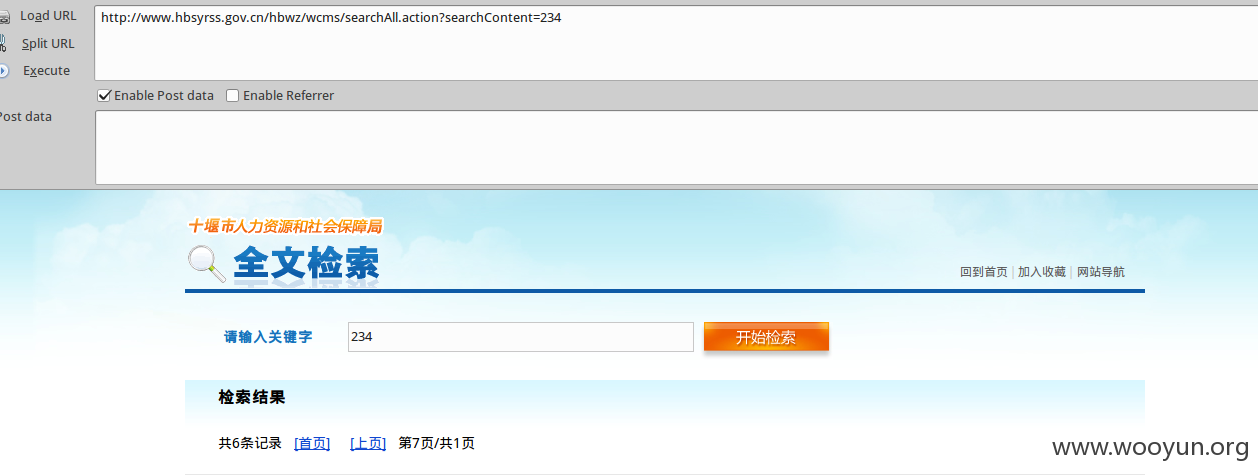 Load URL
http://www.hbsyrss.gov.cn/hbwz/wcms/searchAll.action?searchContent=234
Split URL
Execute
Enable Post data Enable Referrer
Post data
十堰市人力资源和社会保障局
全文检索
回到首页 | 加入收藏 | 网站导航
请输入关键字 234 开始检索
检索结果
共6条记录 [首页] [上页] 第7页/共1页
www.wooyun.org